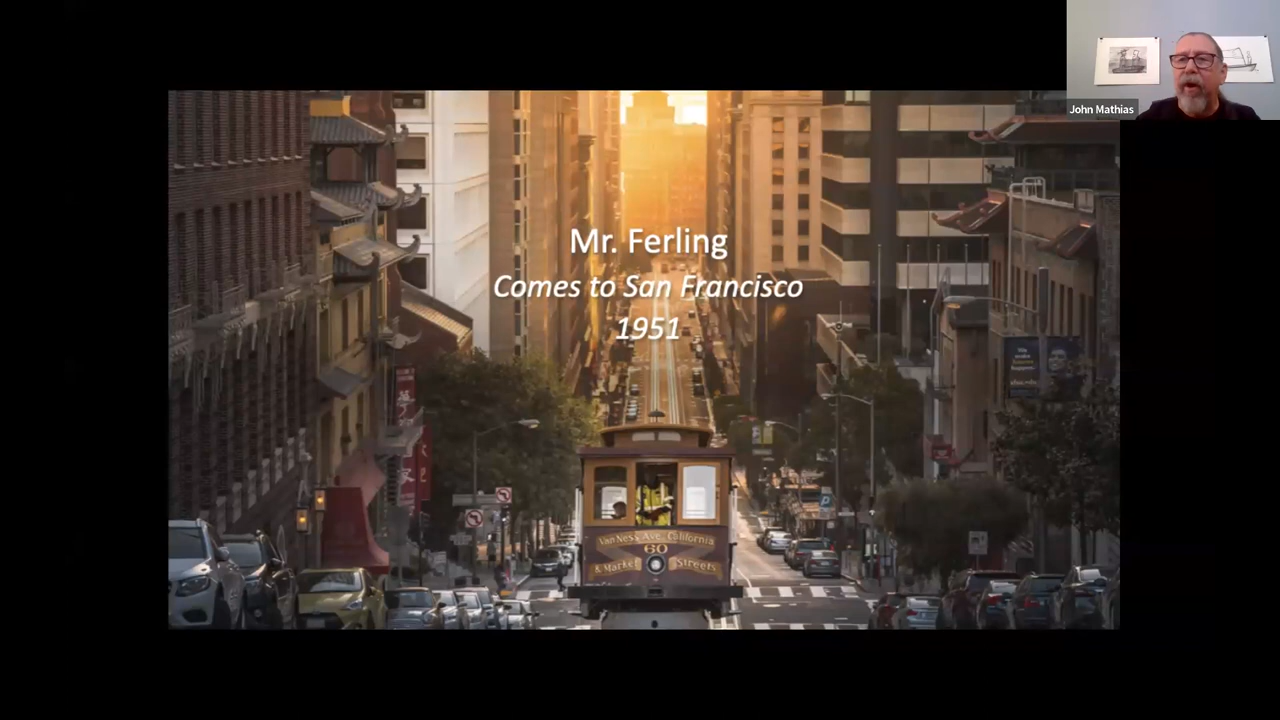 John Mathias
Mr. Ferling
Comes to San Francisco
1951
Van Ness Ave. California
60
& Market Streets